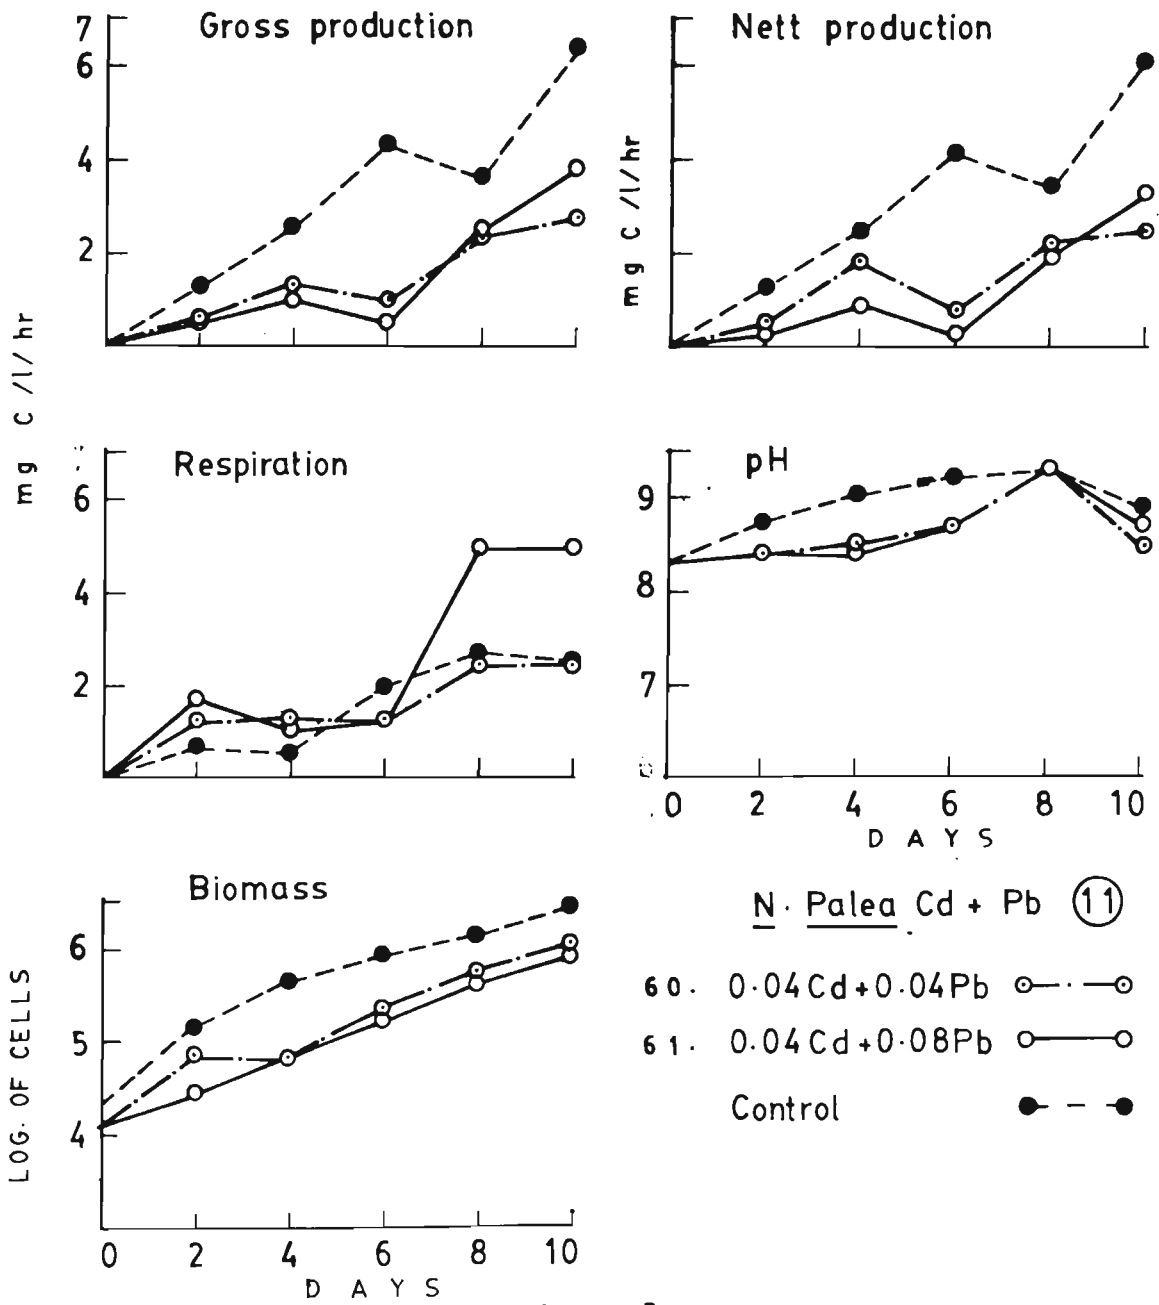 Gross production
7
6
4
2
mg C /l/hr
Nett production
mg C /l/hr
Respiration
6
4
2
pH
9
8
7
0 2 4 6 8 10
DAYS
Biomass
6
5
4
LOG. OF CELLS
0 2 4 6 8 10
DAYS
N. Palea Cd + Pb 11
60. 0.04Cd+0.04Pb
61. 0.04Cd+0.08Pb
Control